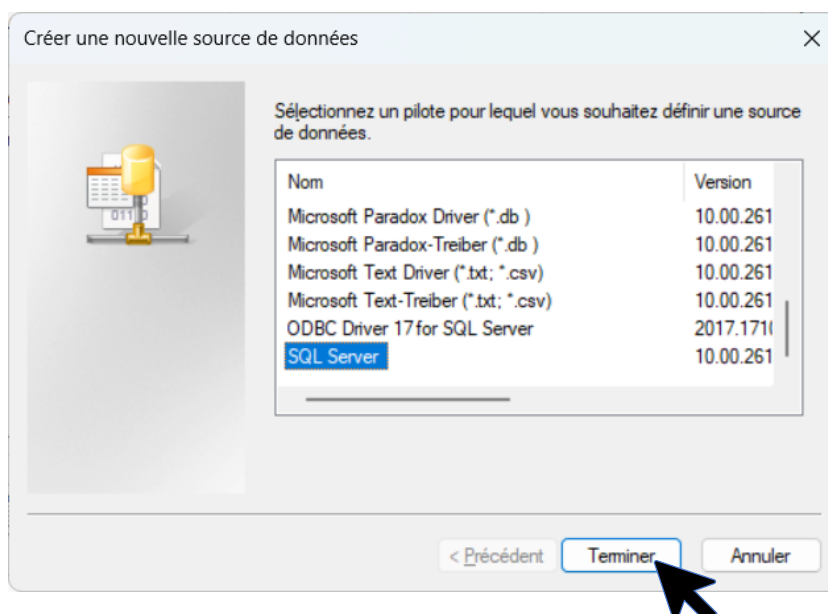 Créer une nouvelle source de données
Sélectionnez un pilote pour lequel vous souhaitez définir une source
de données.
Nom Version
Microsoft Paradox Driver (*.db ) 10.00.261
Microsoft Paradox-Treiber (*.db ) 10.00.261
Microsoft Text Driver (*.txt; *.csv) 10.00.261
Microsoft Text-Treiber (*.txt; *.csv) 10.00.261
ODBC Driver 17 for SQL Server 2017.171(
SQL Server 10.00.261
< Précédent Terminer Annuler